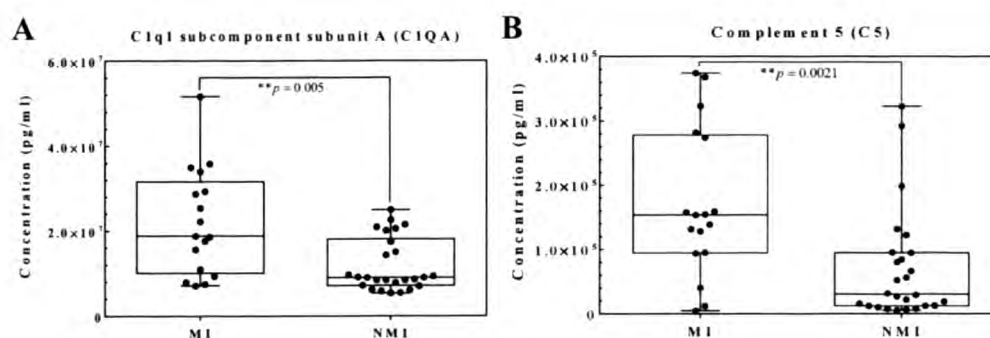 A
C1q1 subcomponent subunit A (C1QA)
6.0×10⁷
4.0×10⁷
2.0×10⁷
0
Concentration (pg/ml)
**p = 0.005
MI
NMI
B
Complement 5 (C5)
4.0×10⁵
3.0×10⁵
2.0×10⁵
1.0×10⁵
0
Concentration (pg/ml)
**p = 0.0021
MI
NMI